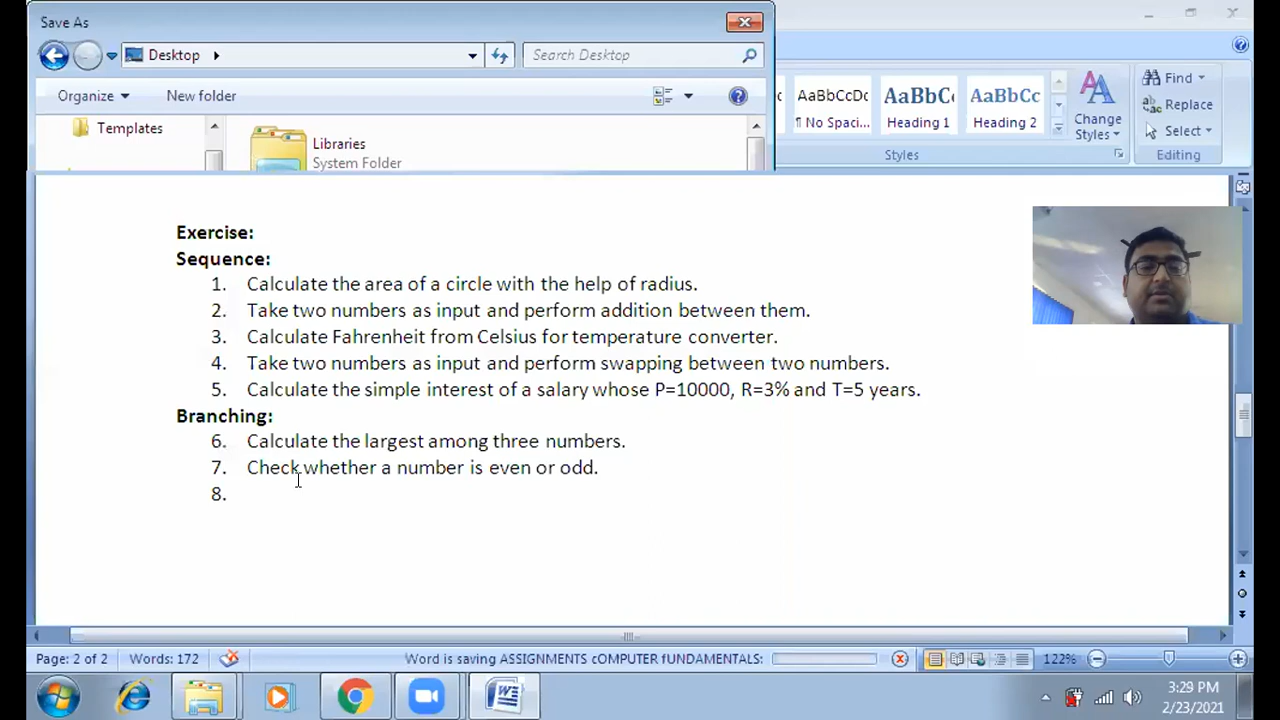 Save As
Desktop
Search Desktop
Organize
New folder
Templates
Libraries
System Folder
AaBbCcDc
AaBbC
AaBbCc
¶ No Spaci...
Heading 1
Heading 2
Change
Styles
Styles
Find
Replace
Select
Editing
Exercise:
Sequence:
1. Calculate the area of a circle with the help of radius.
2. Take two numbers as input and perform addition between them.
3. Calculate Fahrenheit from Celsius for temperature converter.
4. Take two numbers as input and perform swapping between two numbers.
5. Calculate the simple interest of a salary whose P=10000, R=3% and T=5 years.
Branching:
6. Calculate the largest among three numbers.
7. Check whether a number is even or odd.
8.
Page: 2 of 2
Words: 172
Word is saving ASSIGNMENTS cOMPUTER fUNDAMENTALS:
122%
3:29 PM
2/23/2021